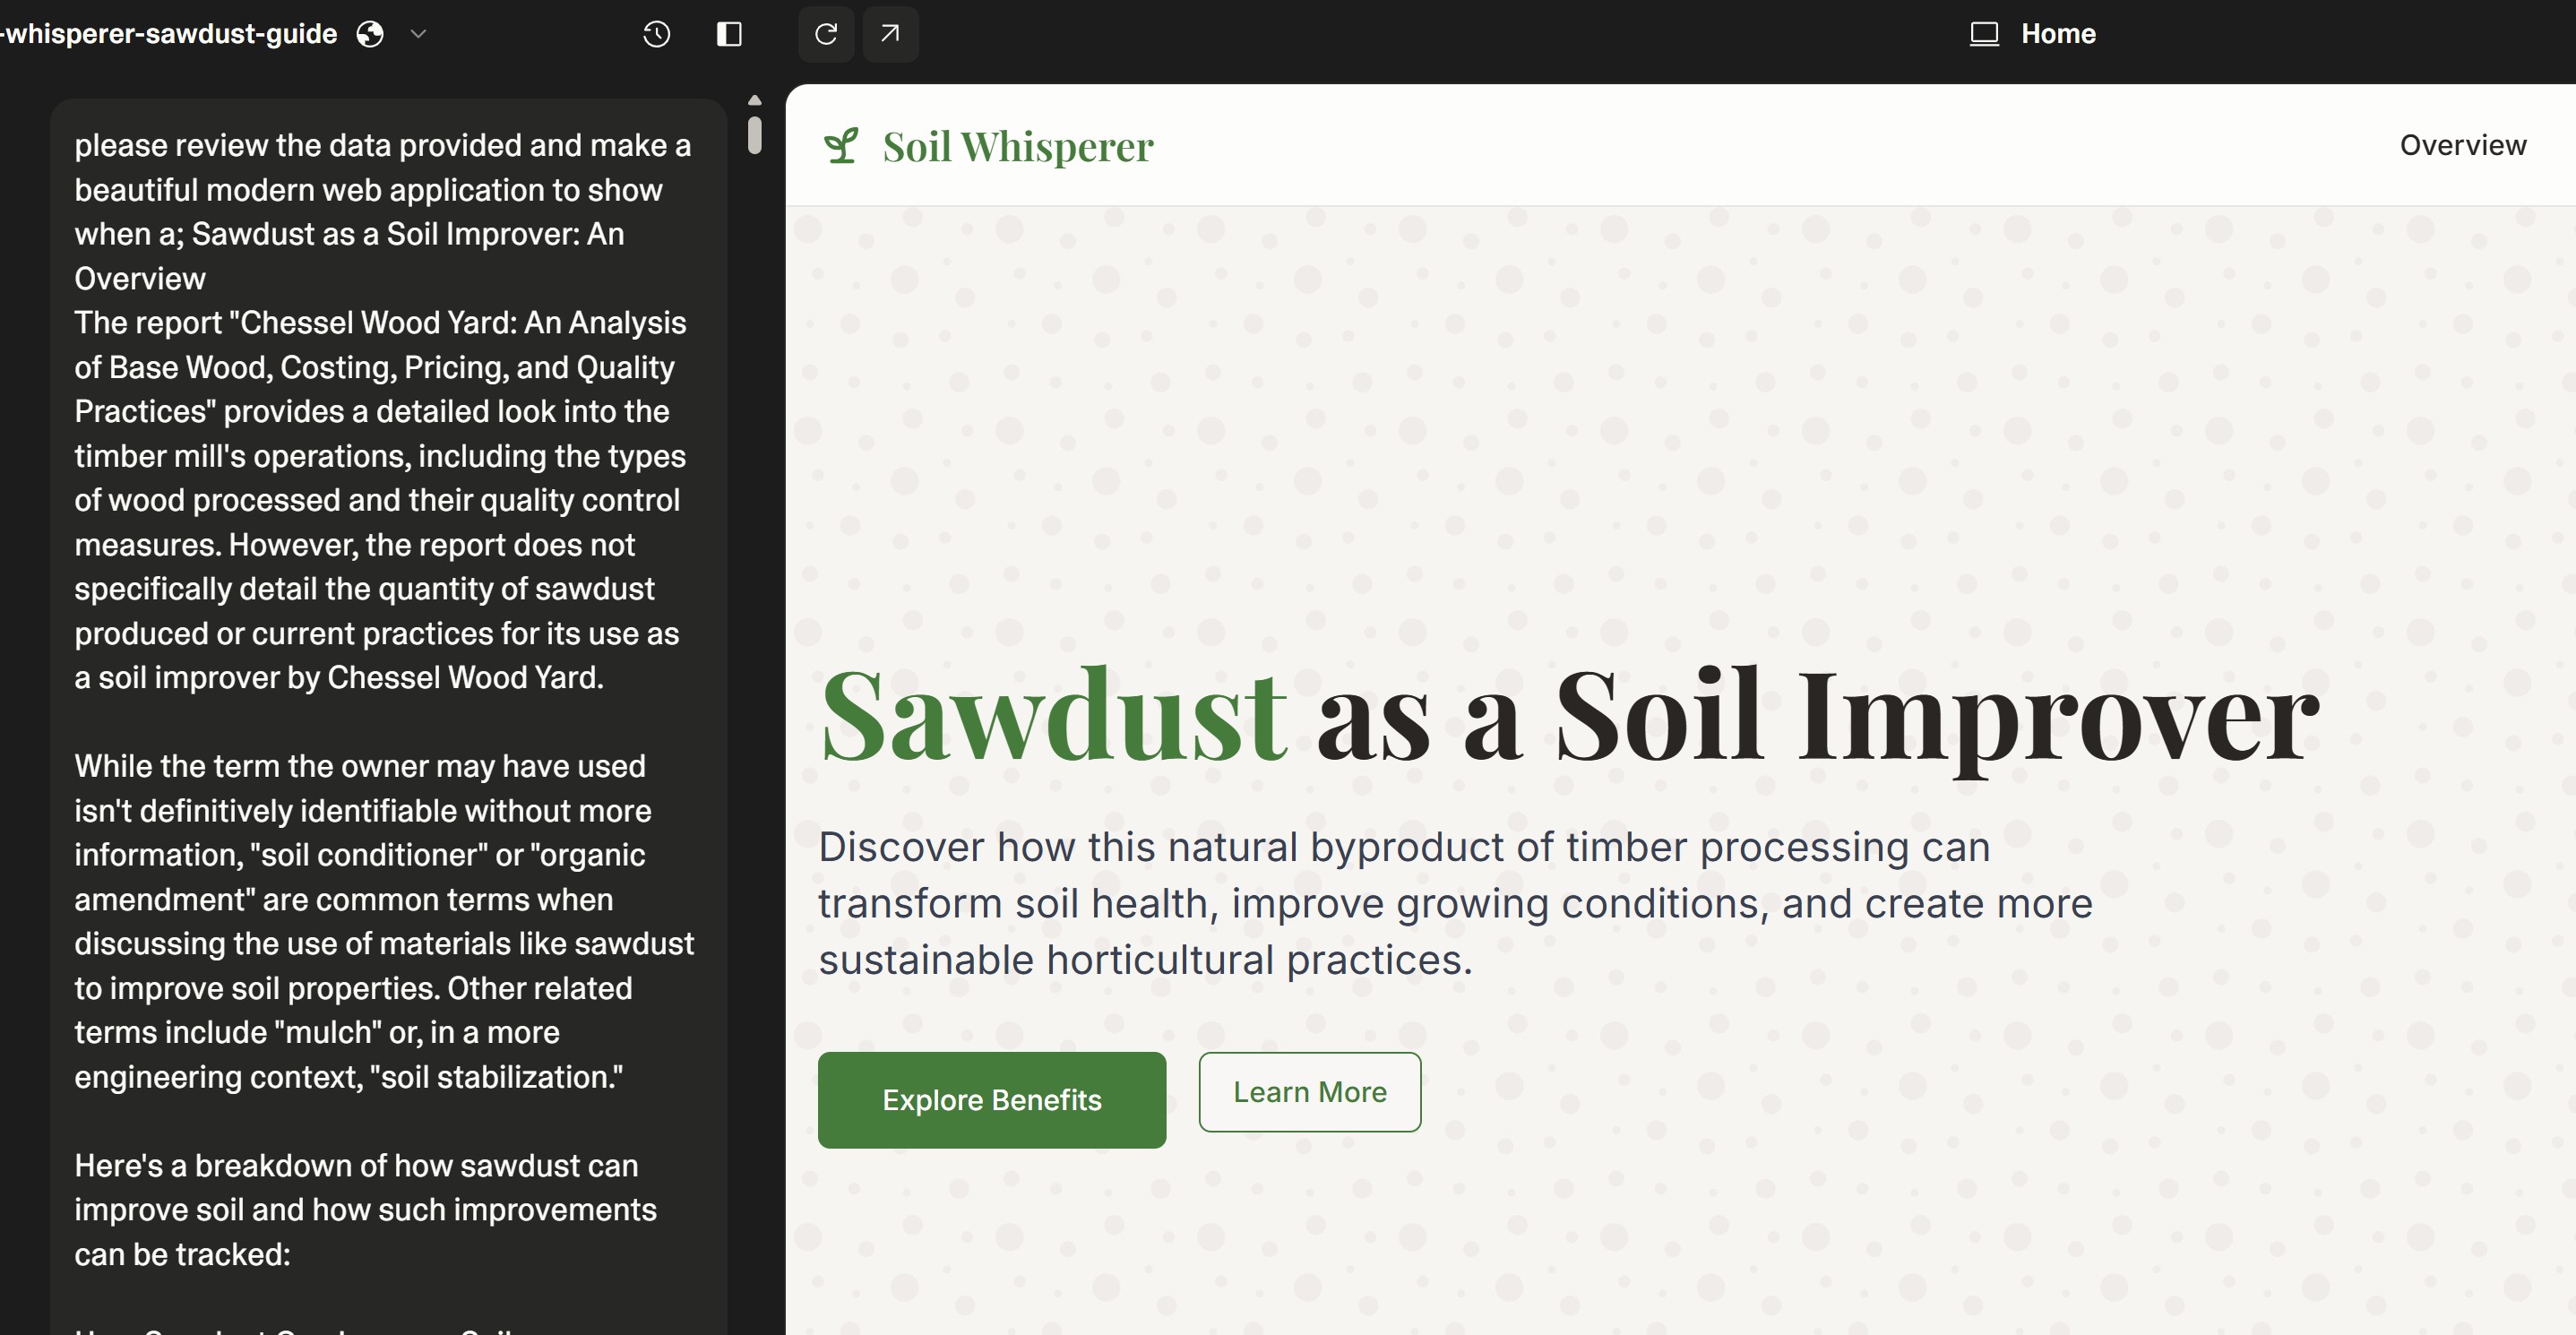 -whisperer-sawdust-guide
Home
please review the data provided and make a
beautiful modern web application to show
when a; Sawdust as a Soil Improver: An
Overview
The report "Chessel Wood Yard: An Analysis
of Base Wood, Costing, Pricing, and Quality
Practices" provides a detailed look into the
timber mill's operations, including the types
of wood processed and their quality control
measures. However, the report does not
specifically detail the quantity of sawdust
produced or current practices for its use as
a soil improver by Chessel Wood Yard.
While the term the owner may have used
isn't definitively identifiable without more
information, "soil conditioner" or "organic
amendment" are common terms when
discussing the use of materials like sawdust
to improve soil properties. Other related
terms include "mulch" or, in a more
engineering context, "soil stabilization."
Here's a breakdown of how sawdust can
improve soil and how such improvements
can be tracked:
Soil Whisperer
Overview
Sawdust as a Soil Improver
Discover how this natural byproduct of timber processing can
transform soil health, improve growing conditions, and create more
sustainable horticultural practices.
Explore Benefits
Learn More